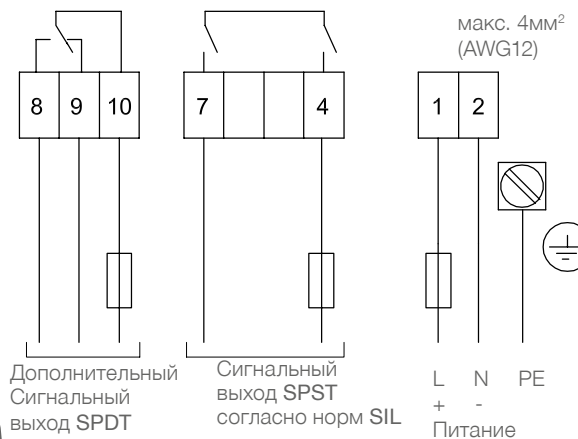 макс. 4мм²
(AWG12)
8 9 10 7 4 1 2
Дополнительный
Сигнальный
выход SPDT
Сигнальный
выход SPST
согласно норм SIL
L N PE
+ -
Питание